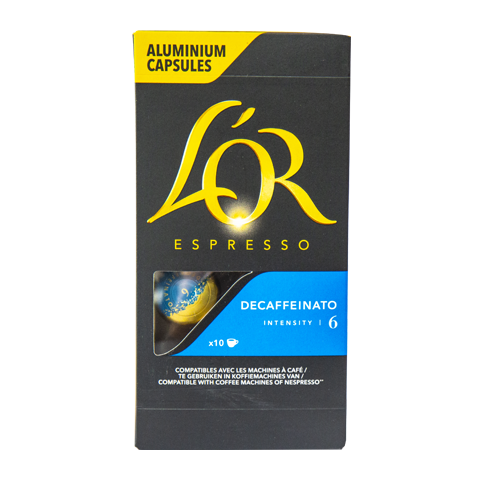 ALUMINIUM
CAPSULES
L'OR
ESPRESSO
DECAFFEINATO
INTENSITY | 6
x10
COMPATIBLES AVEC LES MACHINES À CAFÉ /
TE GEBRUIKEN IN KOFFIEMACHINES VAN /
COMPATIBLE WITH COFFEE MACHINES OF NESPRESSO**